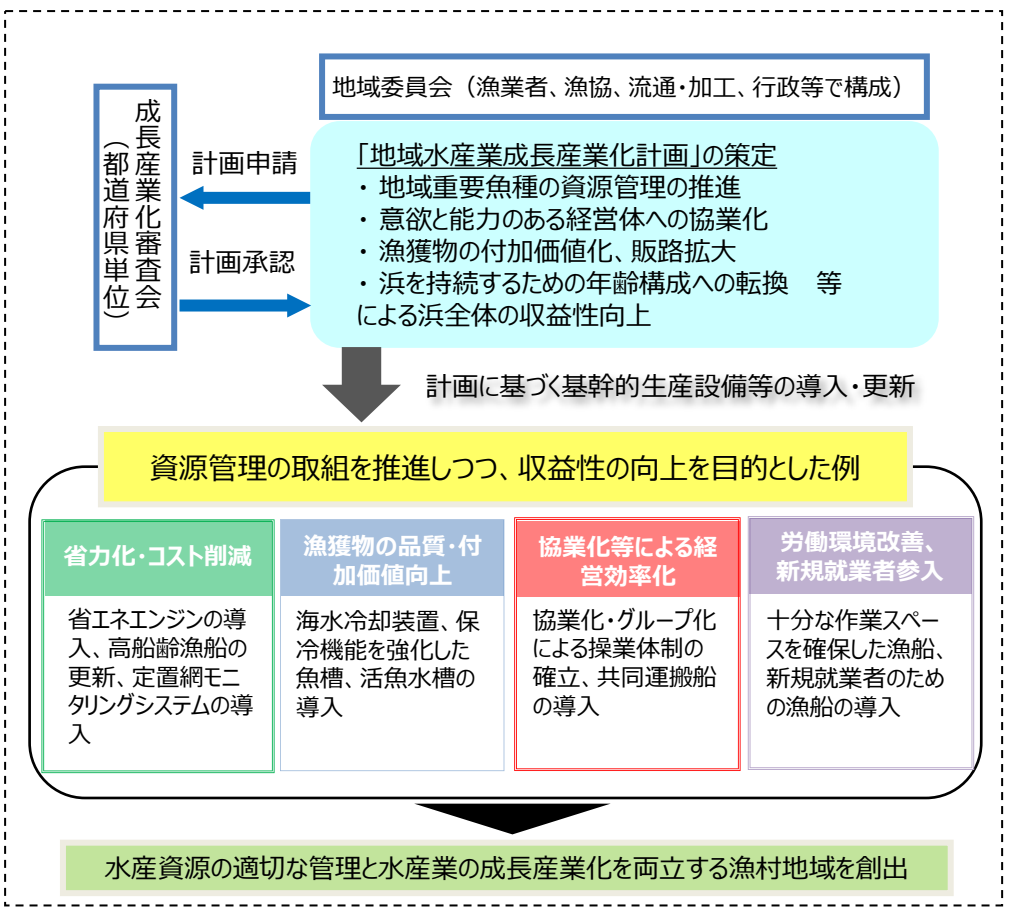 地域委員会（漁業者、漁協、流通・加工、行政等で構成）
成長産業化審査会
（都道府県単位）
計画申請
計画承認
「地域水産業成長産業化計画」の策定
・ 地域重要魚種の資源管理の推進
・ 意欲と能力のある経営体への協業化
・ 漁獲物の付加価値化、販路拡大
・ 浜を持続するための年齢構成への転換　等
による浜全体の収益性向上
計画に基づく基幹的生産設備等の導入・更新
資源管理の取組を推進しつつ、収益性の向上を目的とした例
省力化・コスト削減
省エネエンジンの導
入、高船齢漁船の
更新、定置網モニ
タリングシステムの導
入
漁獲物の品質・付
加価値向上
海水冷却装置、保
冷機能を強化した
魚槽、活魚水槽の
導入
協業化等による経
営効率化
協業化・グループ化
による操業体制の
確立、共同運搬船
の導入
労働環境改善、
新規就業者参入
十分な作業スペー
スを確保した漁船、
新規就業者のため
の漁船の導入
水産資源の適切な管理と水産業の成長産業化を両立する漁村地域を創出